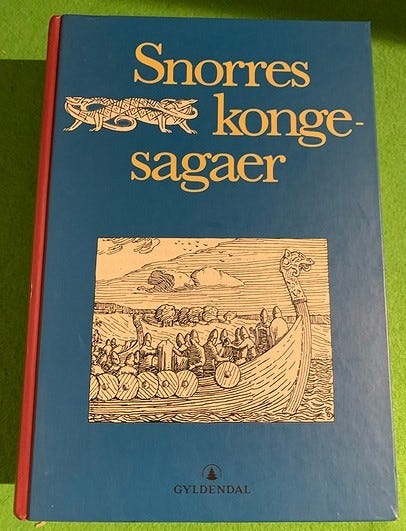 Snorres
konge-
sagaer
GYLDENDAL